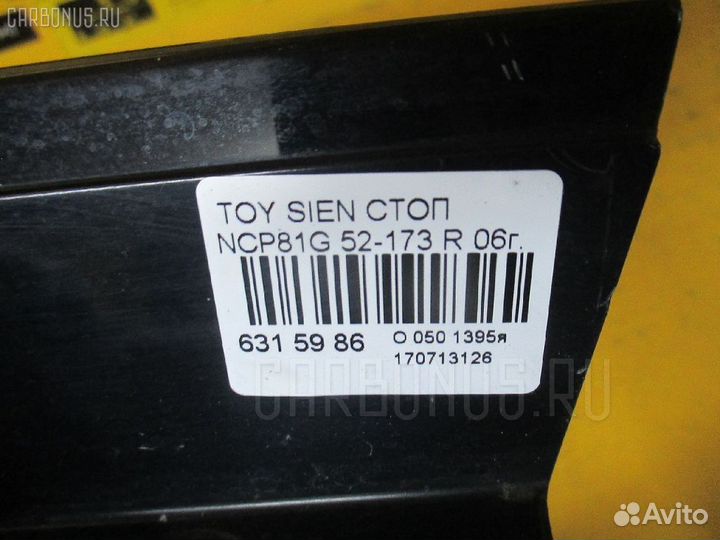 CARBONUS.RU
TOY SIEN СТОП
NCP81G 52-173 R 06г.
631 59 86
О 050 1395я
170713126
CARBONUS.RU
Avito